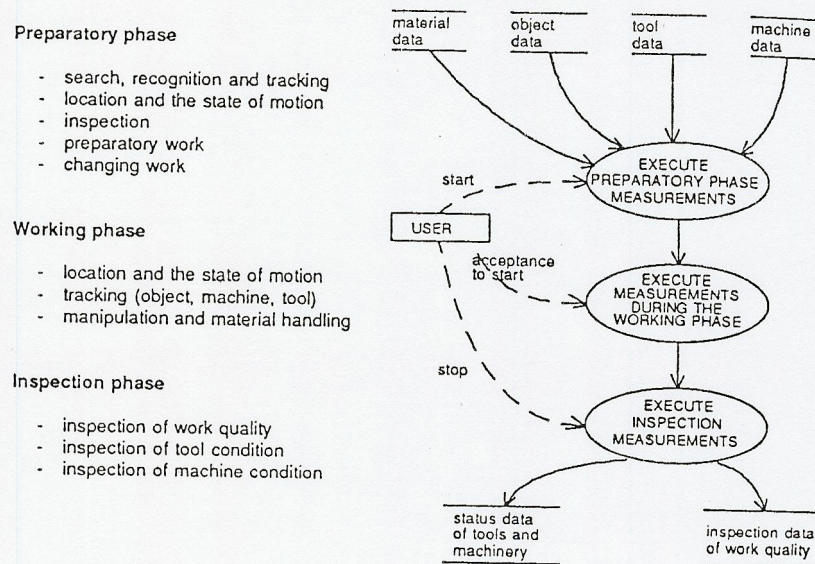 Preparatory phase
- search, recognition and tracking
- location and the state of motion
- inspection
- preparatory work
- changing work
Working phase
- location and the state of motion
- tracking (object, machine, tool)
- manipulation and material handling
Inspection phase
- inspection of work quality
- inspection of tool condition
- inspection of machine condition
material
data
object
data
tool
data
machine
data
EXECUTE
PREPARATORY PHASE
MEASUREMENTS
start
USER
acceptance
to start
EXECUTE
MEASUREMENTS
DURING THE
WORKING PHASE
stop
EXECUTE
INSPECTION
MEASUREMENTS
status data
of tools and
machinery
inspection data
of work quality